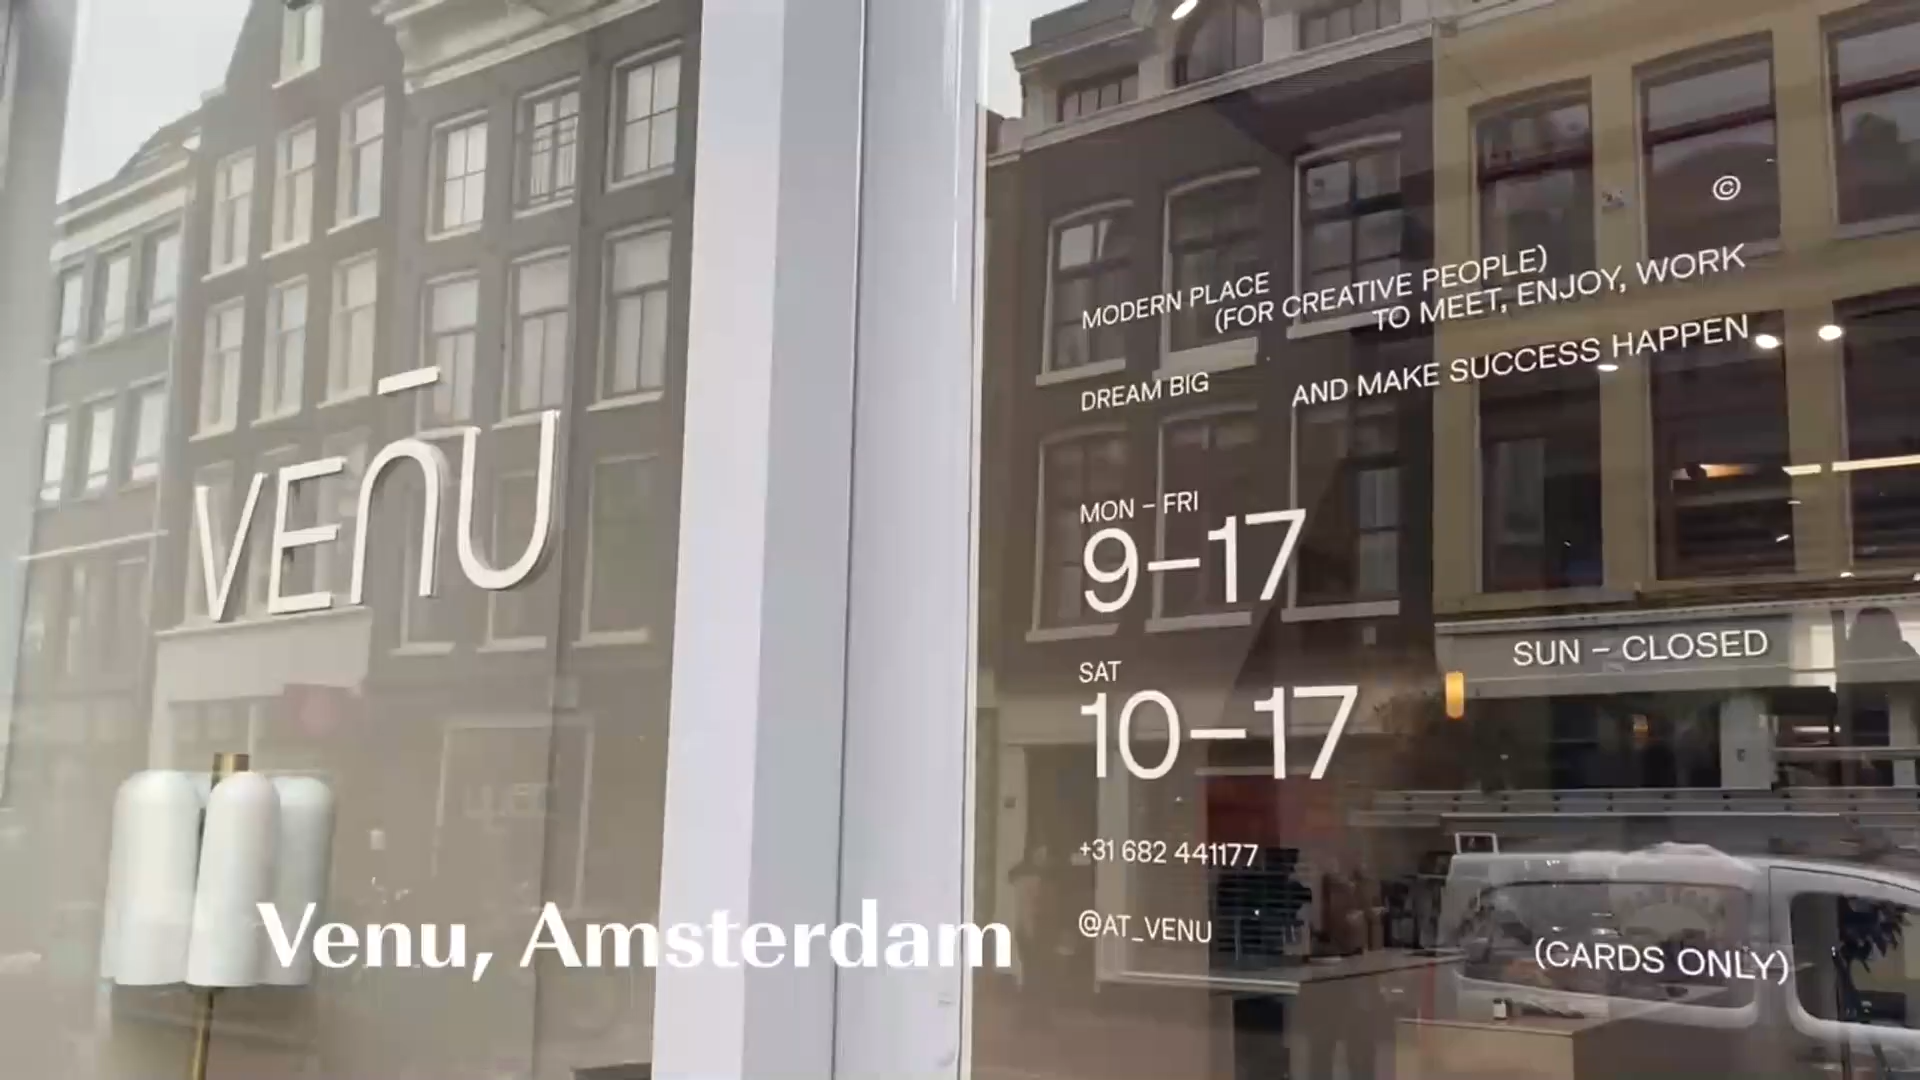 VENŪ
©
MODERN PLACE
(FOR CREATIVE PEOPLE)
TO MEET, ENJOY, WORK
DREAM BIG AND MAKE SUCCESS HAPPEN
MON – FRI
9–17
SUN – CLOSED
SAT
10–17
+31 682 441177
@AT_VENU
(CARDS ONLY)
Venu, Amsterdam